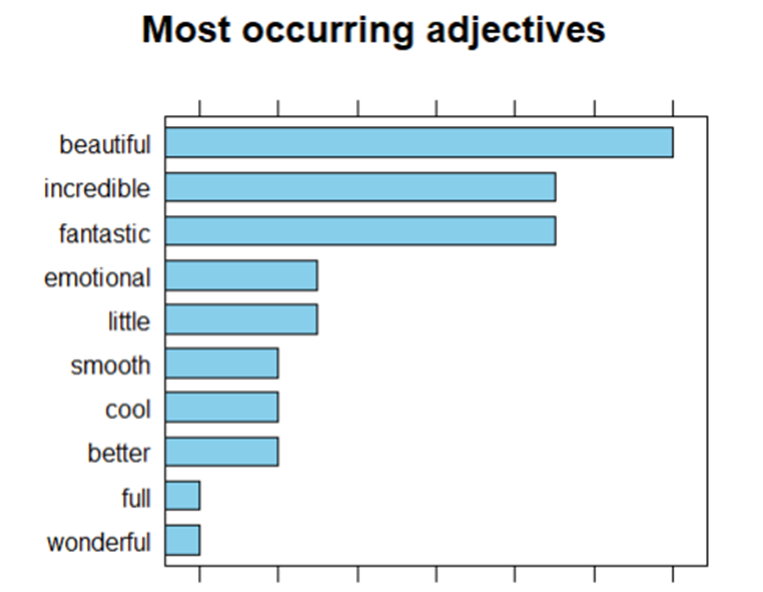 Most occurring adjectives
beautiful
incredible
fantastic
emotional
little
smooth
cool
better
full
wonderful